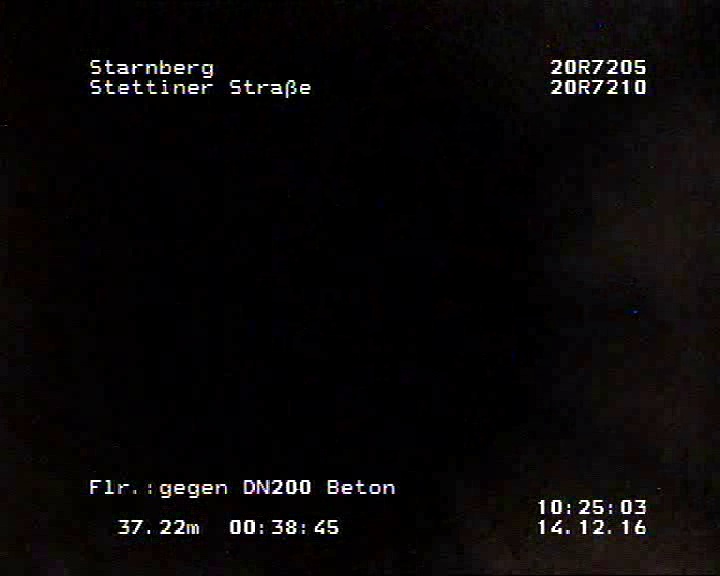 Starnberg 20R7205
Stettiner Straße 20R7210
Flr.:gegen DN200 Beton
10:25:03
37.22m 00:38:45 14.12.16